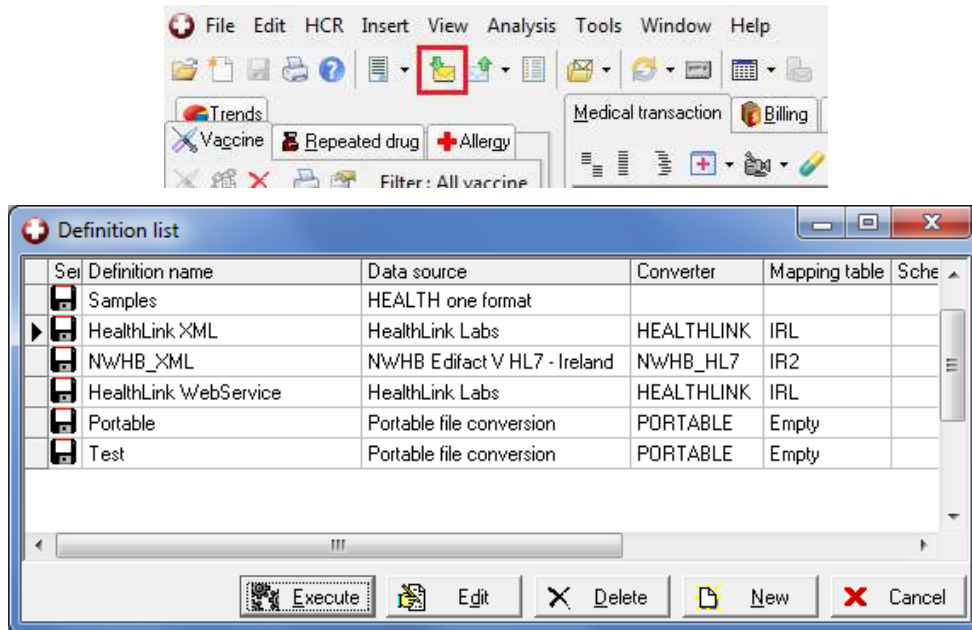 File Edit HCR Insert View Analysis Tools Window Help
Trends
Medical transaction Billing
Vaccine Repeated drug Allergy
Filter : All vaccine
Definition list
Definition name Data source Converter Mapping table Sche
Samples HEALTH one format
HealthLink XML HealthLink Labs HEALTHLINK IRL
NWHB_XML NWHB Edifact V HL7 - Ireland NWHB_HL7 IR2
HealthLink WebService HealthLink Labs HEALTHLINK IRL
Portable Portable file conversion PORTABLE Empty
Test Portable file conversion PORTABLE Empty
Execute Edit Delete New Cancel